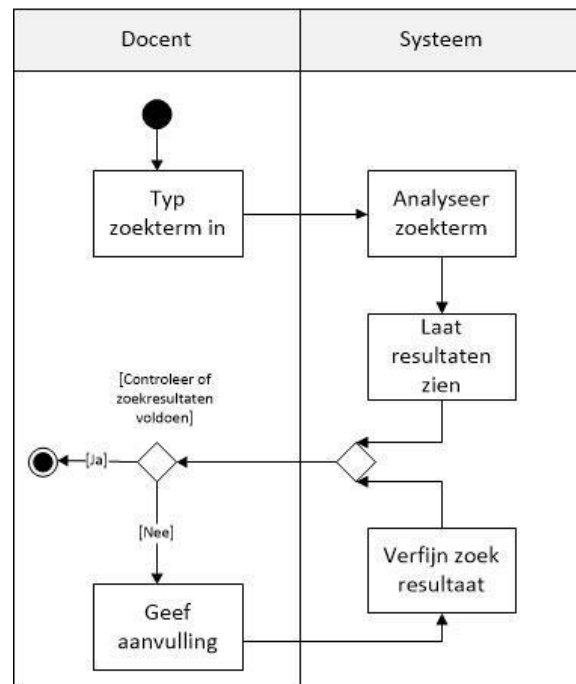 Docent
Systeem
Typ
zoekterm in
Analyseer
zoekterm
Laat
resultaten
zien
[Controleer of
zoekresultaten
voldoen]
[Ja]
[Nee]
Verfijn zoek
resultaat
Geef
aanvulling